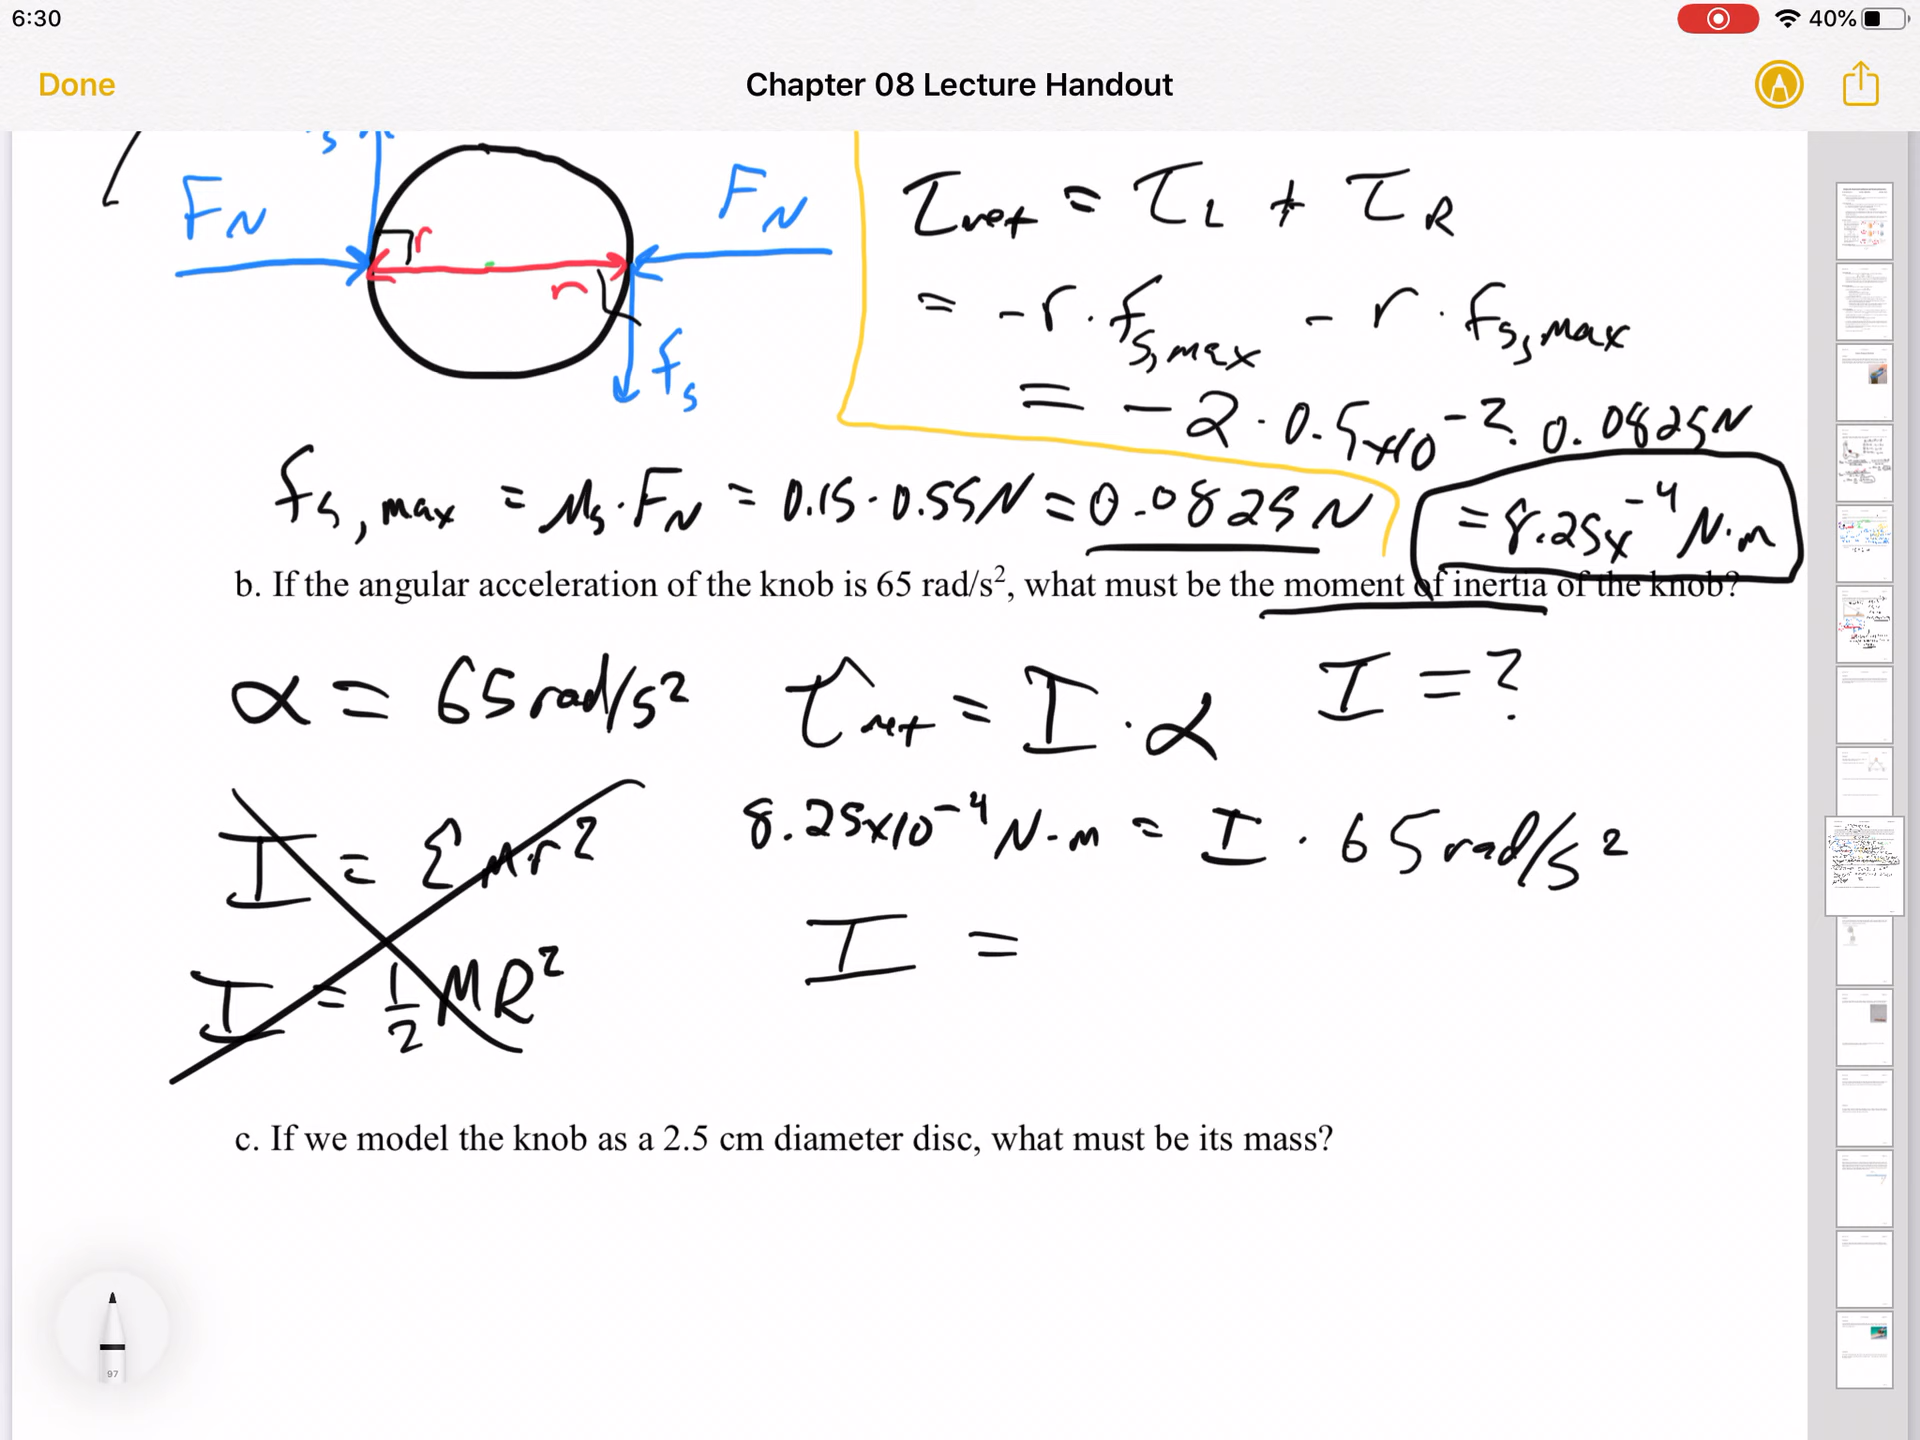 6:30
40%
Done
Chapter 08 Lecture Handout
s
FN
FN
r
r
fs
τnet = τL + τR
= -r · fs,max - r · fs,max
= -2 · 0.5x10⁻² · 0.0825N
= 8.25x⁻⁴ N·m
fs,max = μs · FN = 0.15 · 0.55N = 0.0825 N
b. If the angular acceleration of the knob is 65 rad/s², what must be the moment of inertia of the knob?
α = 65 rad/s²
τnet = I · α
I = ?
I = Σmr²
8.25x10⁻⁴ N·m = I · 65 rad/s²
I =
I = 1/2 MR²
c. If we model the knob as a 2.5 cm diameter disc, what must be its mass?
97